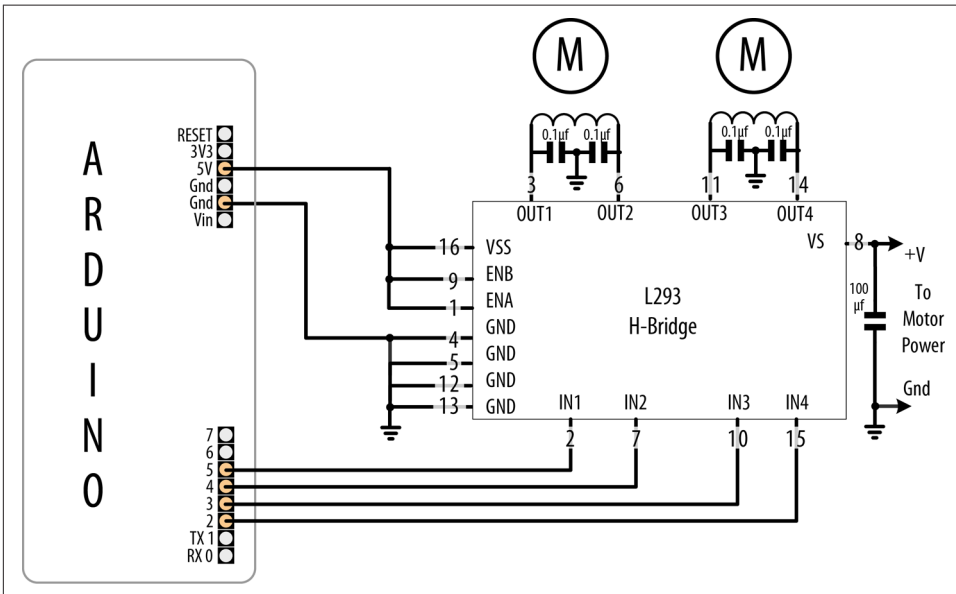 ARDUINO
RESET
3V3
5V
Gnd
Gnd
Vin
7
6
5
4
3
2
TX 1
RX 0
M
M
0.1µf 0.1µf
0.1µf 0.1µf
3 6 11 14
OUT1 OUT2 OUT3 OUT4
16 VSS
9 ENB
1 ENA
4 GND
5 GND
12 GND
13 GND
L293
H-Bridge
VS 8
+V
100
µf
To
Motor
Power
Gnd
IN1 IN2 IN3 IN4
2 7 10 15